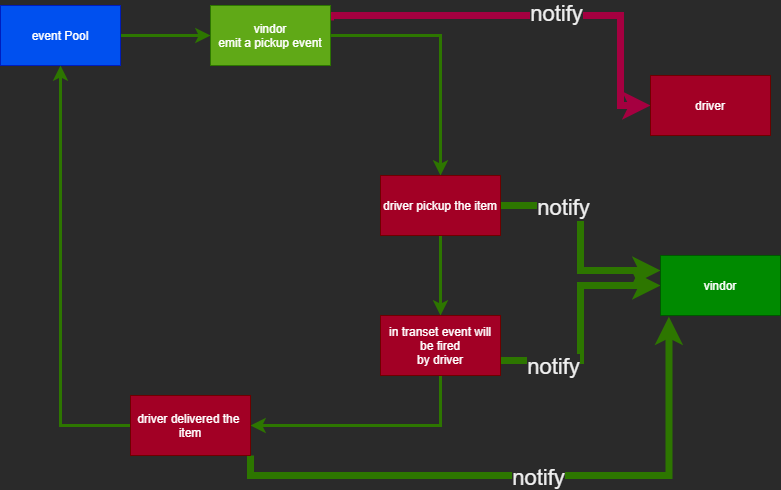 event Pool
vindor
emit a pickup event
notify
driver
driver pickup the item
notify
vindor
in transet event will
be fired
by driver
notify
driver delivered the
item
notify